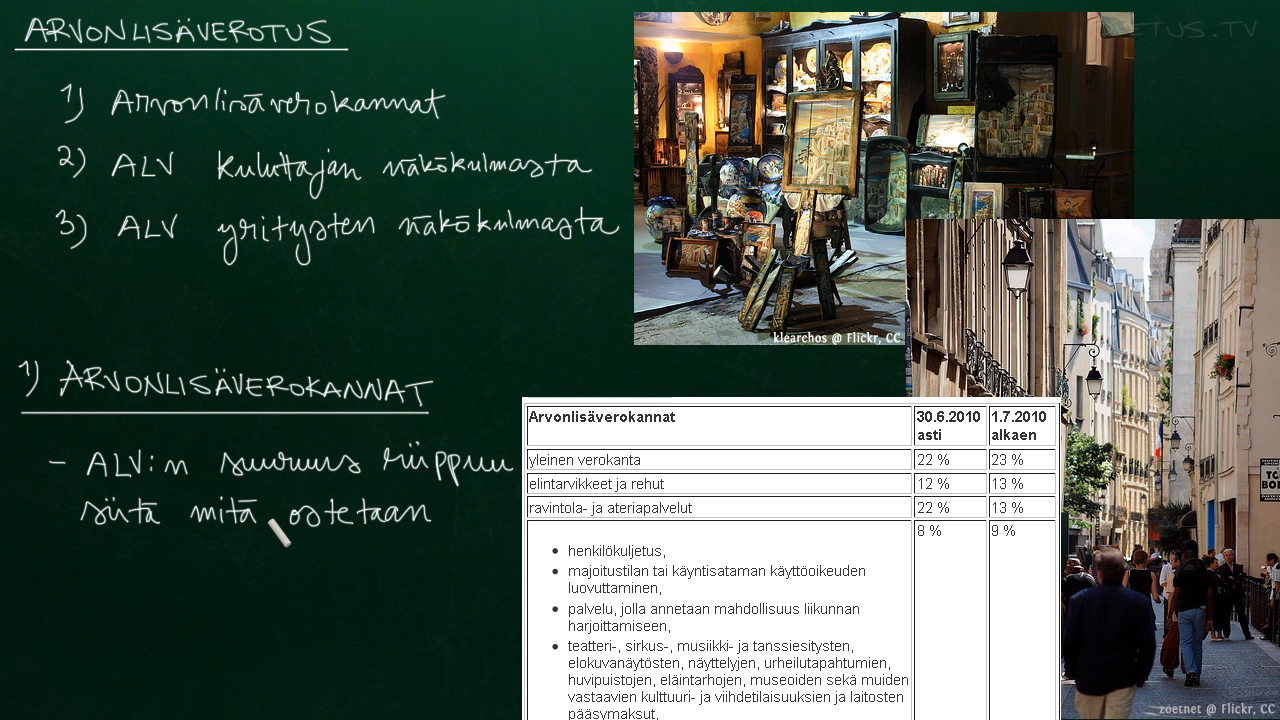 ARVONLISÄVEROTUS
1) Arvonlisäverokannat
2) ALV kuluttajan näkökulmasta
3) ALV yritysten näkökulmasta
1) ARVONLISÄVEROKANNAT
- ALV:n suuruus riippuu
siitä mitä ostetaan
klearchos @ Flickr, CC
Arvonlisäverokannat 30.6.2010 1.7.2010
asti alkaen
yleinen verokanta 22 % 23 %
elintarvikkeet ja rehut 12 % 13 %
ravintola- ja ateriapalvelut 22 % 13 %
8 % 9 %
• henkilökuljetus,
• majoitustilan tai käyntisataman käyttöoikeuden
luovuttaminen,
• palvelu, jolla annetaan mahdollisuus liikunnan
harjoittamiseen,
• teatteri-, sirkus-, musiikki- ja tanssiesitysten,
elokuvanäytösten, näyttelyjen, urheilutapahtumien,
huvipuistojen, eläintarhojen, museoiden sekä muiden
vastaavien kulttuuri- ja viihdetilaisuuksien ja laitosten
pääsymaksut,
zoetnet @ Flickr, CC